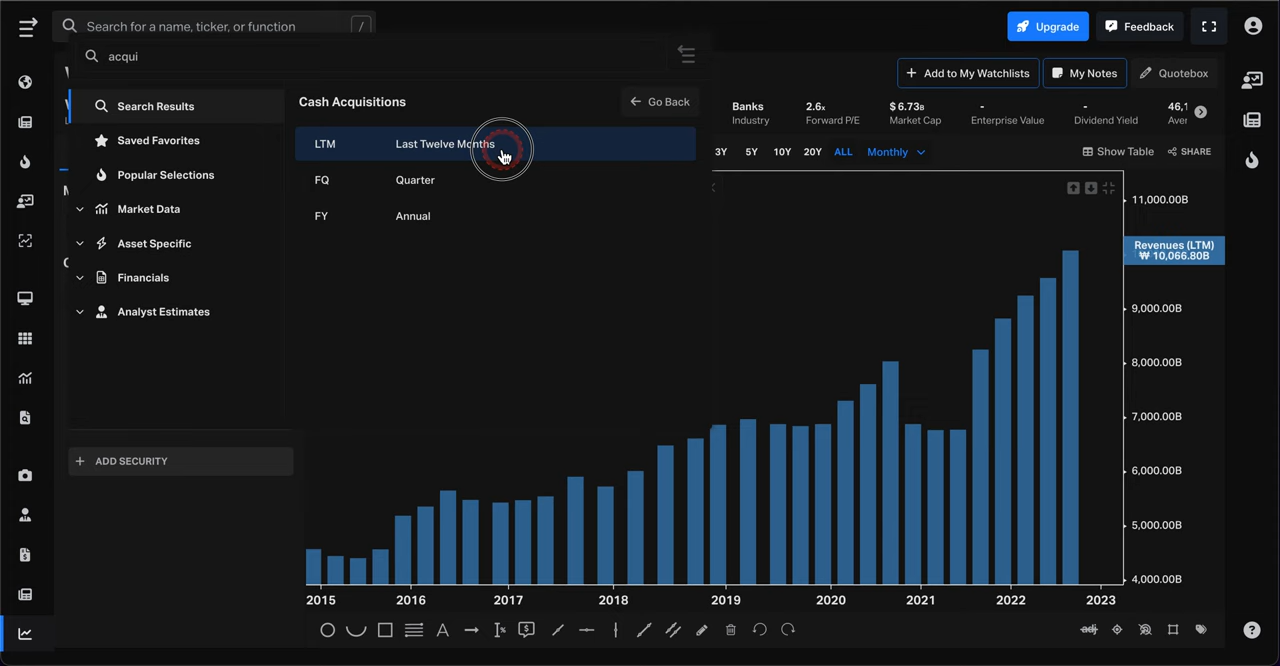 Search for a name, ticker, or function /
Upgrade
Feedback
acqui
Add to My Watchlists
My Notes
Quotebox
Search Results
Saved Favorites
Popular Selections
Market Data
Asset Specific
Financials
Analyst Estimates
Cash Acquisitions
Go Back
LTM Last Twelve Months
FQ Quarter
FY Annual
+ ADD SECURITY
Banks
Industry
2.6x
Forward P/E
$ 6.73B
Market Cap
-
Enterprise Value
-
Dividend Yield
46,1
Aver
3Y 5Y 10Y 20Y ALL Monthly
Show Table
SHARE
11,000.00B
Revenues (LTM)
₩ 10,066.80B
9,000.00B
8,000.00B
7,000.00B
6,000.00B
5,000.00B
4,000.00B
2015 2016 2017 2018 2019 2020 2021 2022 2023
adj